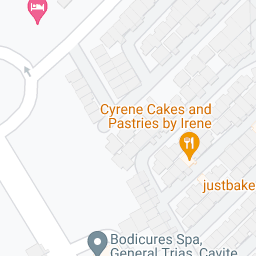 Cyrene Cakes and
Pastries by Irene
justbake
Bodicures Spa,
General Trias, Cavite